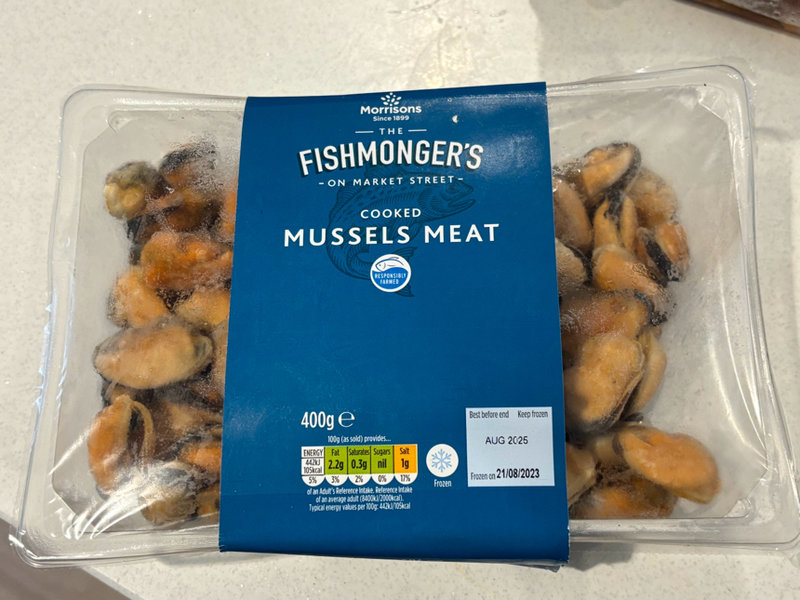 Morrisons
Since 1899
THE
FISHMONGER'S
- ON MARKET STREET -
COOKED
MUSSELS MEAT
RESPONSIBLY
FARMED
400g e
100g (as sold) provides...
ENERGY Fat Saturates Sugars Salt
442kJ 105kcal 2.2g 0.3g nil 1g
5% 3% 2% 0% 17%
of an Adult's Reference Intake. Reference Intake
of an average adult (8400kJ/2000kcal).
Typical energy values per 100g: 442kJ/105kcal
Frozen
Best before end Keep frozen
AUG 2025
Frozen on 21/08/2023